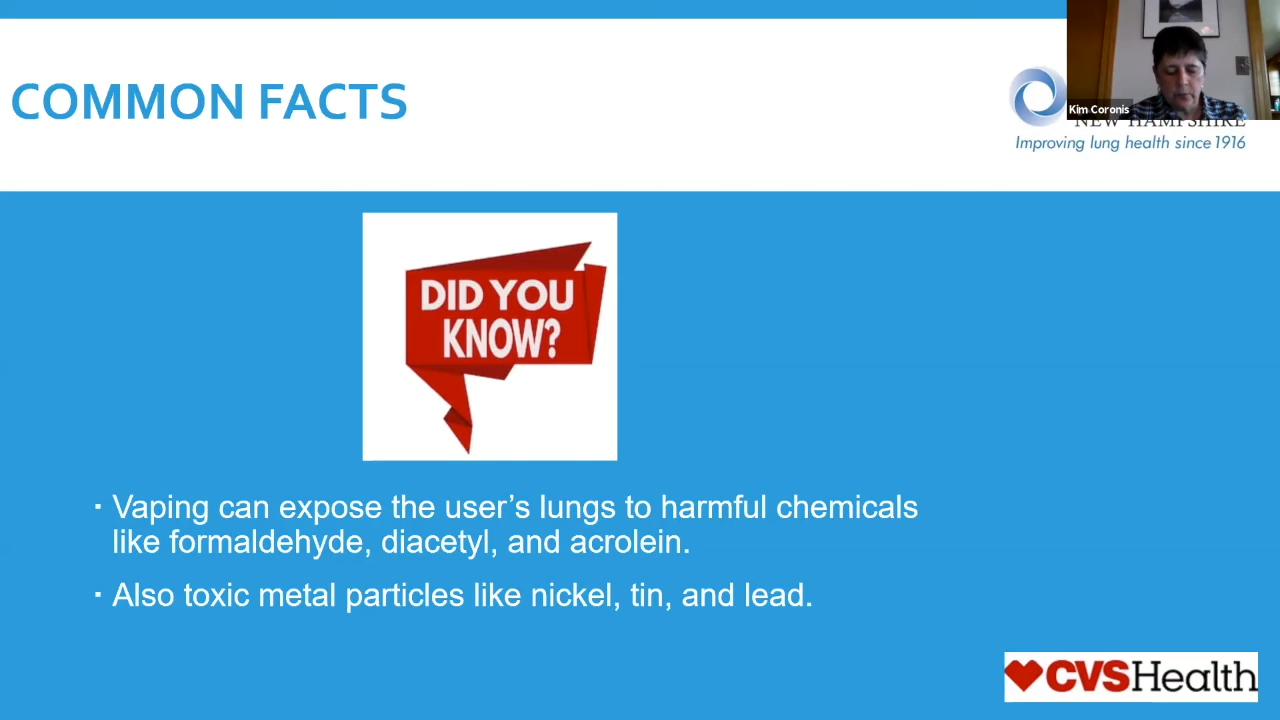 COMMON FACTS
Kim Coronis
NEW HAMPSHIRE
Improving lung health since 1916
DID YOU
KNOW?
▪ Vaping can expose the user’s lungs to harmful chemicals
like formaldehyde, diacetyl, and acrolein.
▪ Also toxic metal particles like nickel, tin, and lead.
CVSHealth